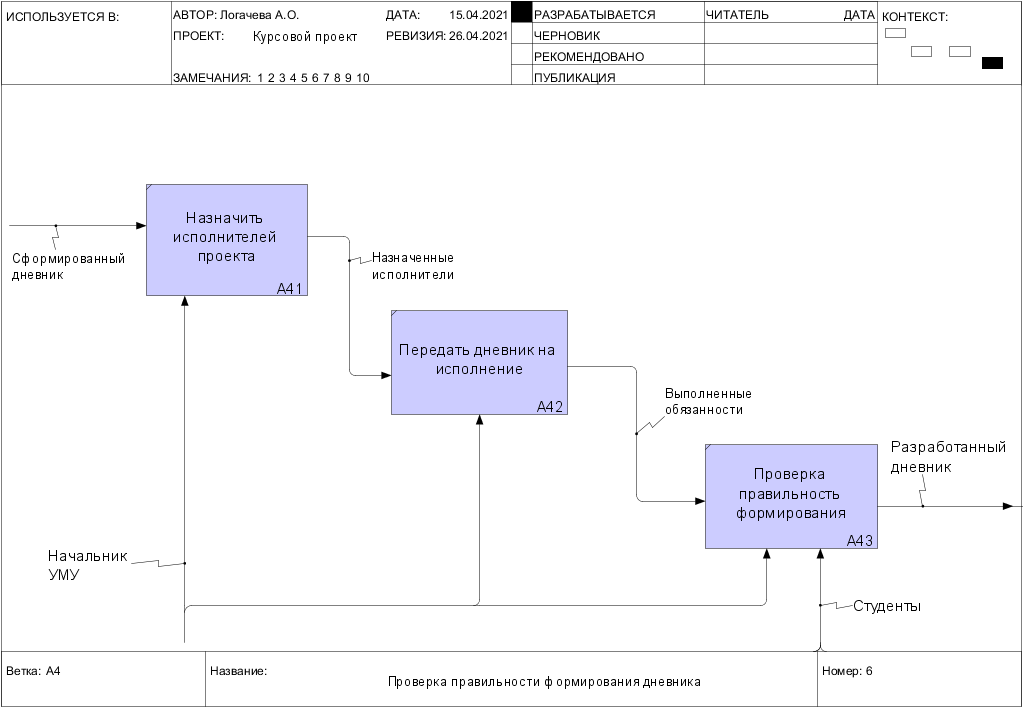 ИСПОЛЬЗУЕТСЯ В:
АВТОР: Логачева А.О.
ДАТА: 15.04.2021
РАЗРАБАТЫВАЕТСЯ
ЧИТАТЕЛЬ
ДАТА
КОНТЕКСТ:
ПРОЕКТ: Курсовой проект
РЕВИЗИЯ: 26.04.2021
ЧЕРНОВИК
РЕКОМЕНДОВАНО
ЗАМЕЧАНИЯ: 1 2 3 4 5 6 7 8 9 10
ПУБЛИКАЦИЯ
Назначить
исполнителей
проекта
A41
Сформированный
дневник
Назначенные
исполнители
Передать дневник на
исполнение
A42
Выполненные
обязанности
Проверка
правильность
формирования
A43
Разработанный
дневник
Начальник
УМУ
Студенты
Ветка: A4
Название:
Проверка правильности формирования дневника
Номер: 6